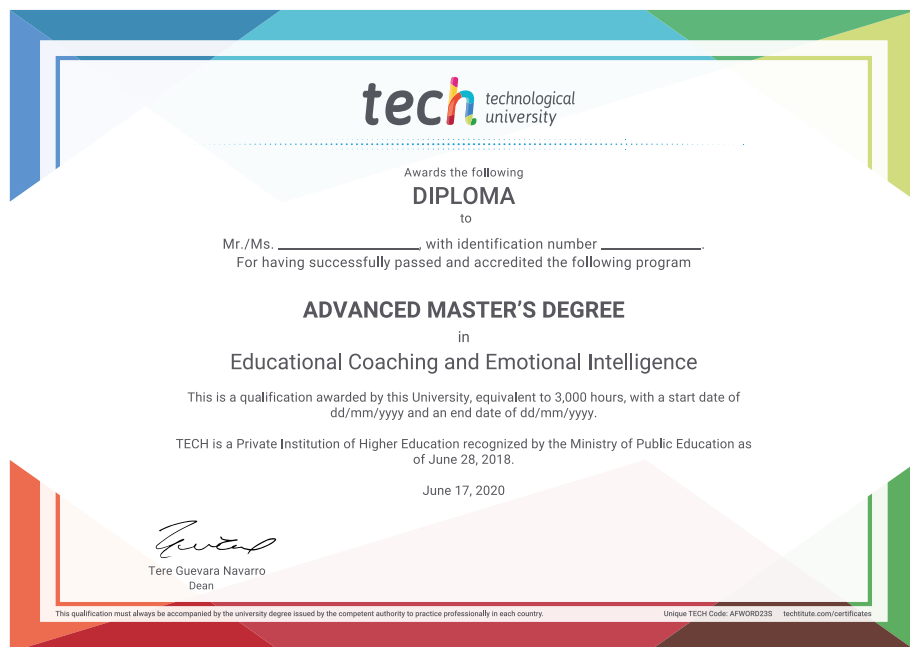 tech technological
university
Awards the following
DIPLOMA
to
Mr./Ms. ____________________, with identification number ______________.
For having successfully passed and accredited the following program
ADVANCED MASTER’S DEGREE
in
Educational Coaching and Emotional Intelligence
This is a qualification awarded by this University, equivalent to 3,000 hours, with a start date of
dd/mm/yyyy and an end date of dd/mm/yyyy.
TECH is a Private Institution of Higher Education recognized by the Ministry of Public Education as
of June 28, 2018.
June 17, 2020
Tere Guevara Navarro
Dean
This qualification must always be accompanied by the university degree issued by the competent authority to practice professionally in each country.
Unique TECH Code: AFWORD23S techtitute.com/certificates